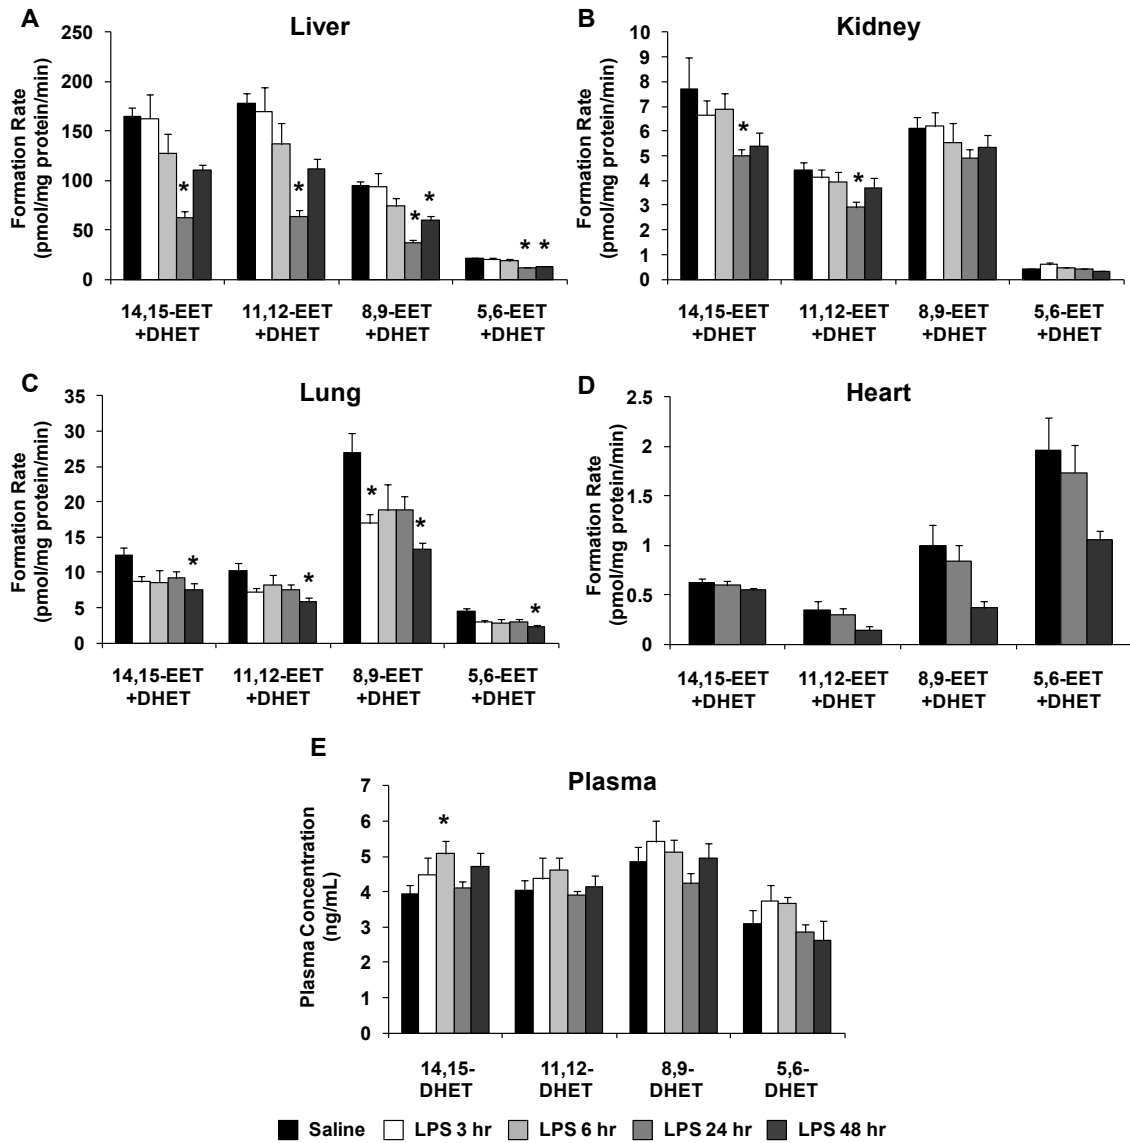 A
Liver
Formation Rate
(pmol/mg protein/min)
250
200
150
100
50
0
* * * * * *
14,15-EET
+DHET
11,12-EET
+DHET
8,9-EET
+DHET
5,6-EET
+DHET
B
Kidney
Formation Rate
(pmol/mg protein/min)
10
9
8
7
6
5
4
3
2
1
0
* *
14,15-EET
+DHET
11,12-EET
+DHET
8,9-EET
+DHET
5,6-EET
+DHET
C
Lung
Formation Rate
(pmol/mg protein/min)
35
30
25
20
15
10
5
0
* * * * *
14,15-EET
+DHET
11,12-EET
+DHET
8,9-EET
+DHET
5,6-EET
+DHET
D
Heart
Formation Rate
(pmol/mg protein/min)
2.5
2
1.5
1
0.5
0
14,15-EET
+DHET
11,12-EET
+DHET
8,9-EET
+DHET
5,6-EET
+DHET
E
Plasma
Plasma Concentration
(ng/mL)
7
6
5
4
3
2
1
0
*
14,15-
DHET
11,12-
DHET
8,9-
DHET
5,6-
DHET
Saline LPS 3 hr LPS 6 hr LPS 24 hr LPS 48 hr